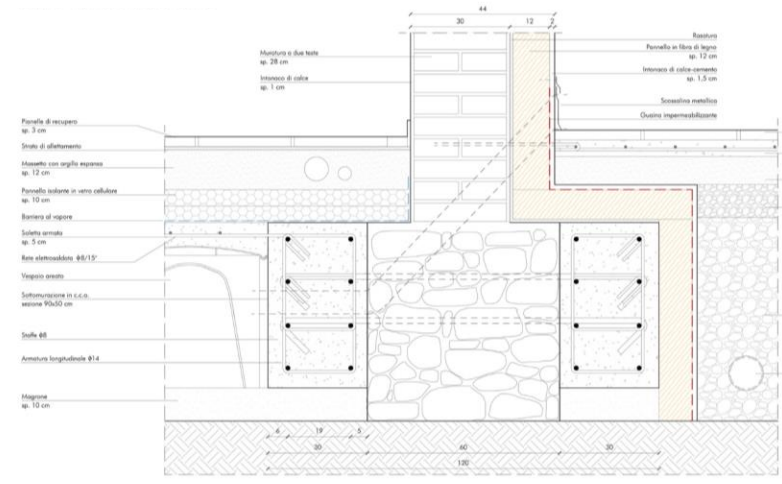 44
30 12 2
Muratura a due teste
sp. 28 cm
Intonaco di calce
sp. 1 cm
Rasatura
Pannello in fibra di legno
sp. 12 cm
Intonaco di calce-cemento
sp. 1,5 cm
Scossalina metallica
Guaina impermeabilizzante
Pianelle di recupero
sp. 3 cm
Strato di allettamento
Massetto con argilla espansa
sp. 12 cm
Pannello isolante in vetro cellulare
sp. 10 cm
Barriera al vapore
Soletta armata
sp. 5 cm
Rete elettrosaldata ϕ8/15"
Vespaio areato
Sottomurazione in c.c.a.
sezione 90x50 cm
Staffe ϕ8
Armatura longitudinale ϕ14
Magrone
sp. 10 cm
6 19 5
30 60 30
120